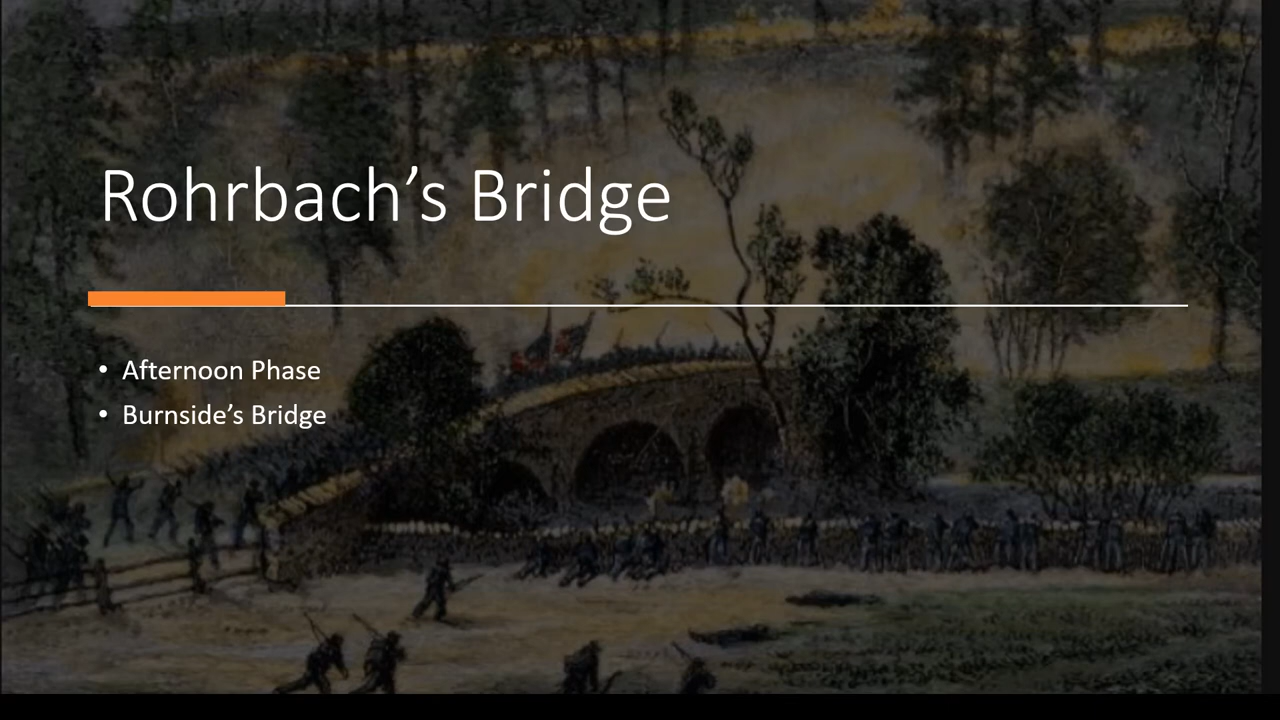 Rohrbach’s Bridge
• Afternoon Phase
• Burnside’s Bridge